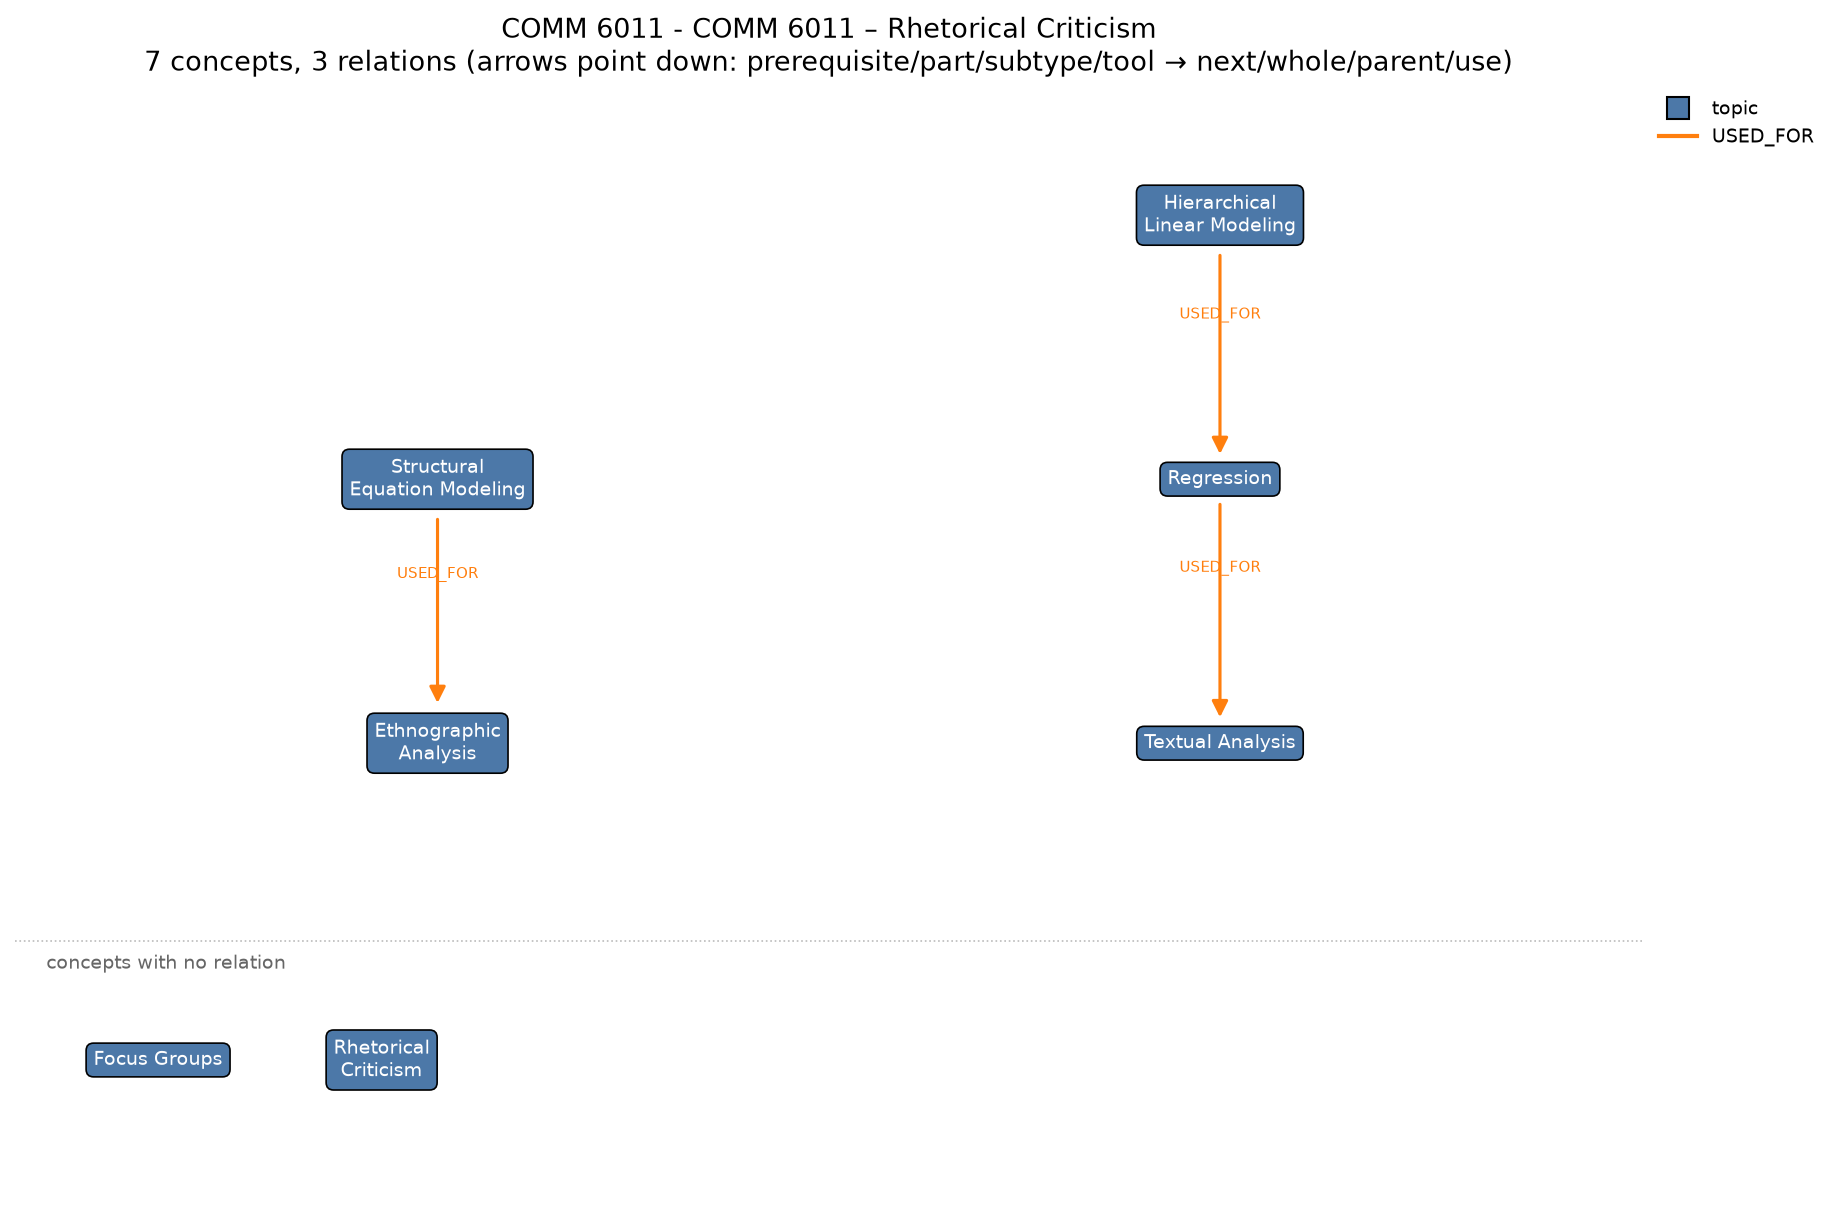 COMM 6011 - COMM 6011 – Rhetorical Criticism
7 concepts, 3 relations (arrows point down: prerequisite/part/subtype/tool → next/whole/parent/use)
topic
USED_FOR
Hierarchical
Linear Modeling
USED_FOR
Structural
Equation Modeling
Regression
USED_FOR
USED_FOR
Ethnographic
Analysis
Textual Analysis
concepts with no relation
Focus Groups
Rhetorical
Criticism